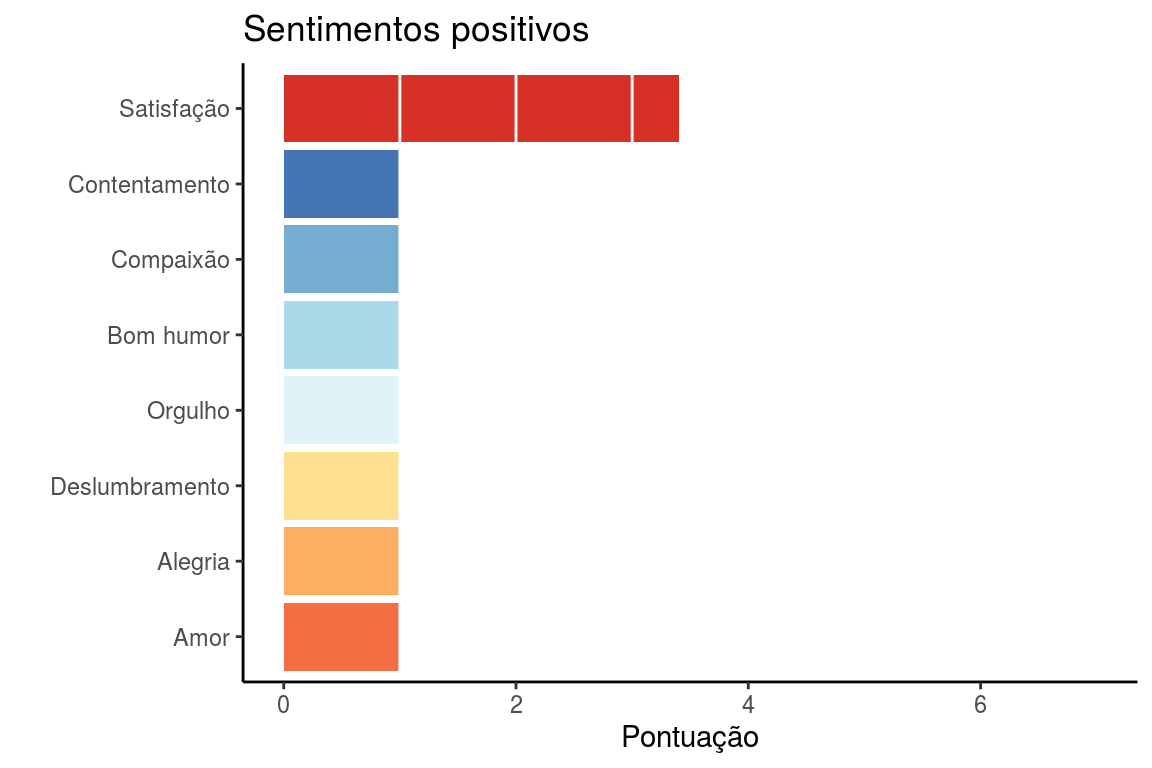 Sentimentos positivos
Satisfação
Contentamento
Compaixão
Bom humor
Orgulho
Deslumbramento
Alegria
Amor
0 2 4 6
Pontuação